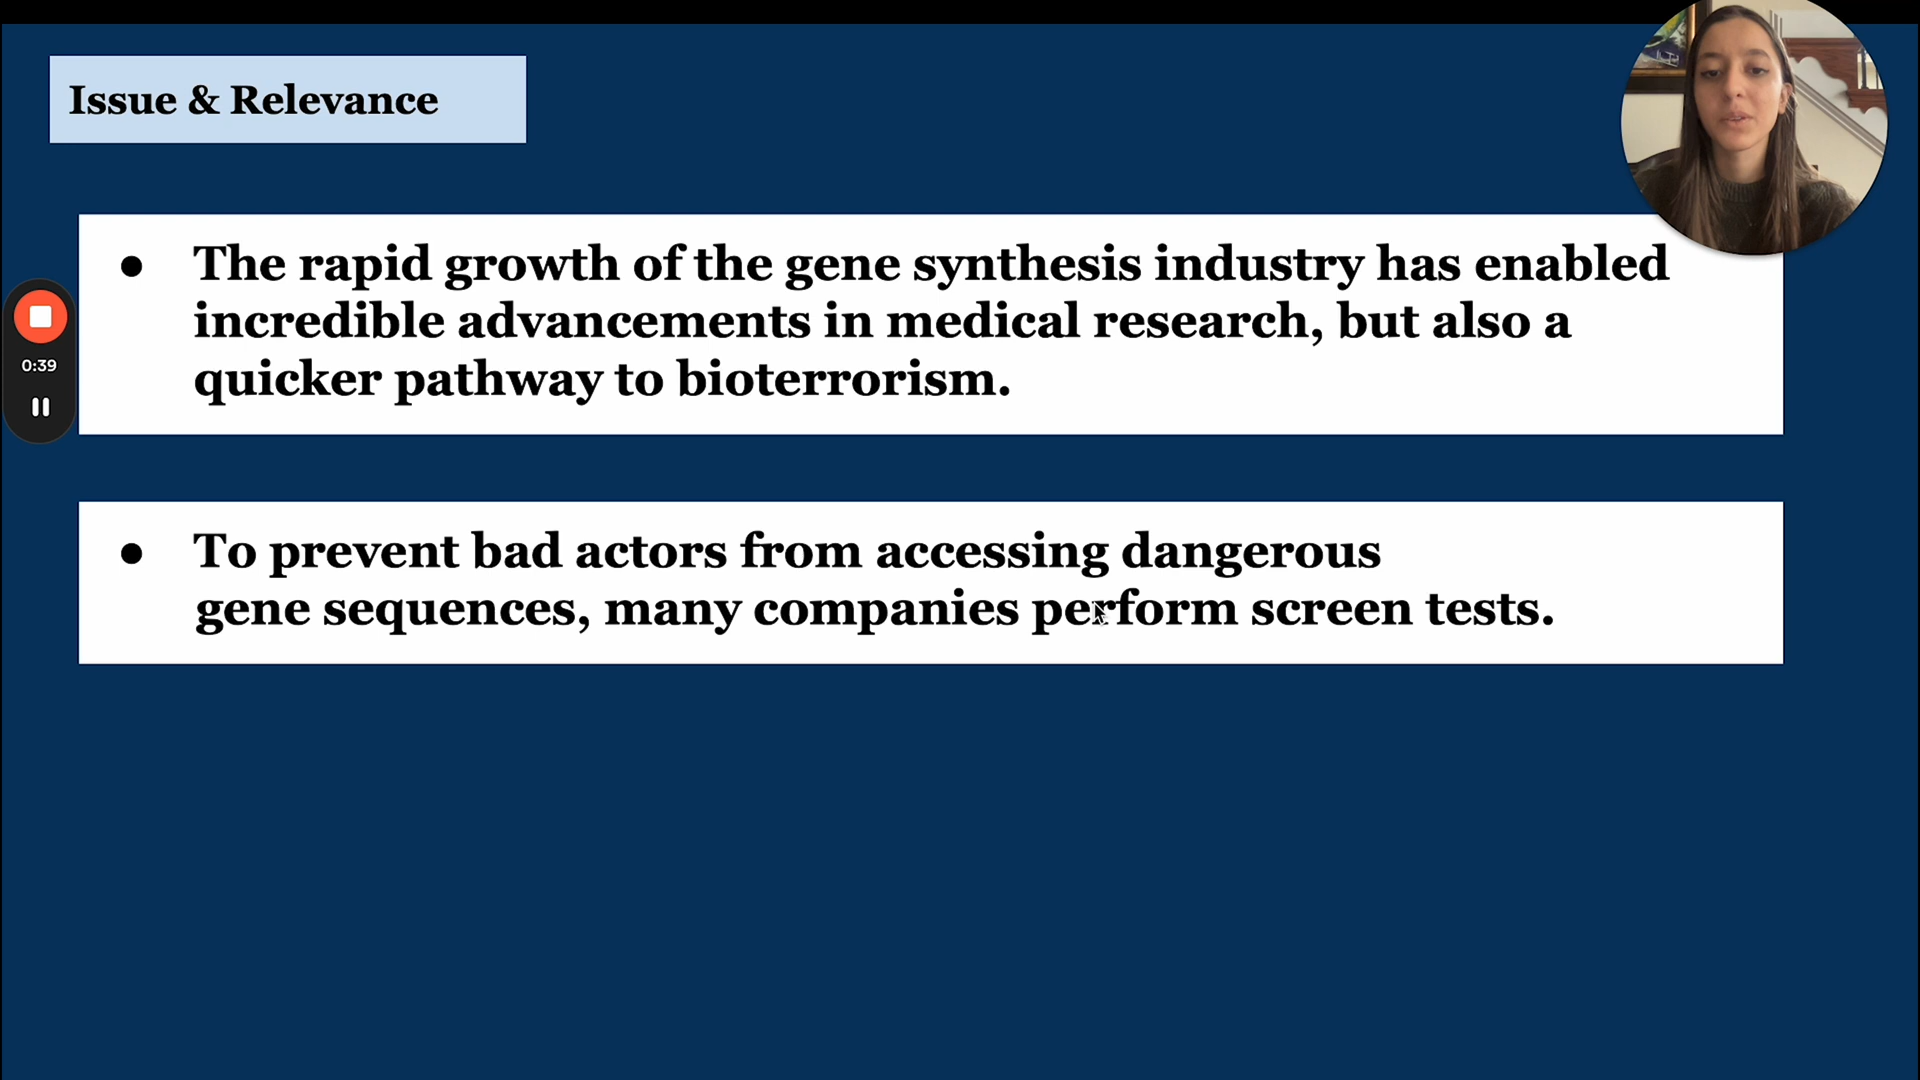 Issue & Relevance
● The rapid growth of the gene synthesis industry has enabled
incredible advancements in medical research, but also a
quicker pathway to bioterrorism.
0:39
● To prevent bad actors from accessing dangerous
gene sequences, many companies perform screen tests.